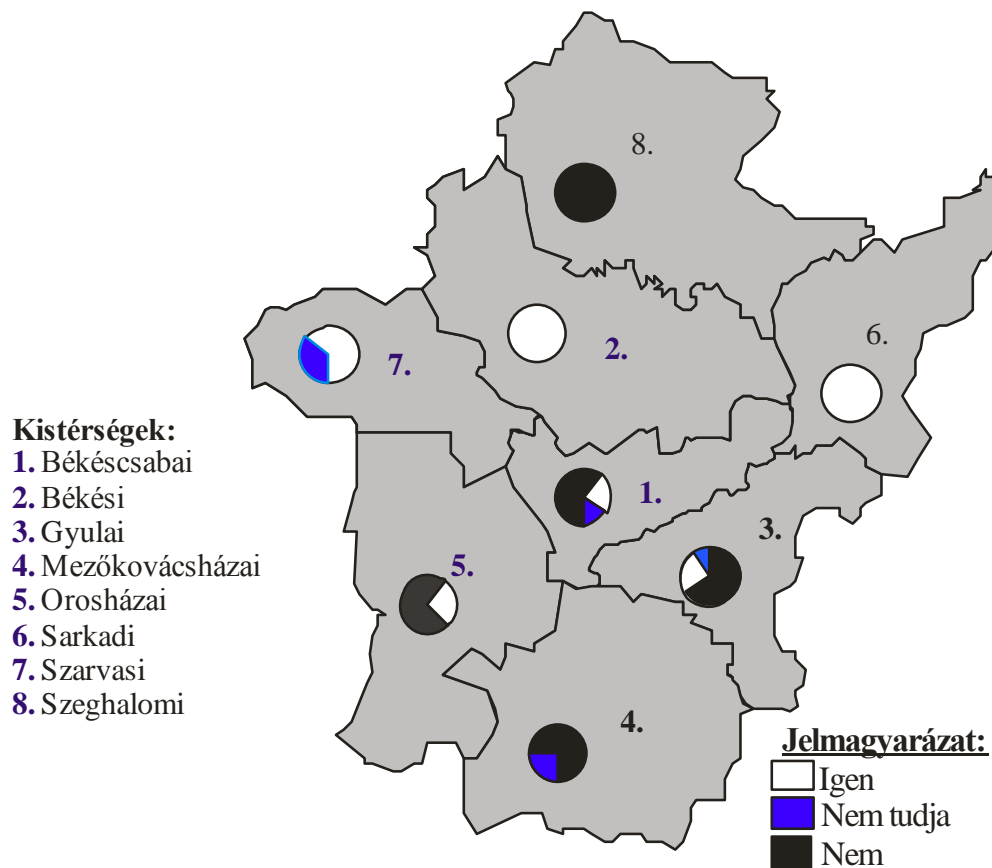 8.
6.
2.
7.
Kistérségek:
1. Békéscsabai
2. Békési
3. Gyulai
4. Mezőkovácsházai
5. Orosházai
6. Sarkadi
7. Szarvasi
8. Szeghalomi
1.
3.
5.
4.
Jelmagyarázat:
Igen
Nem tudja
Nem